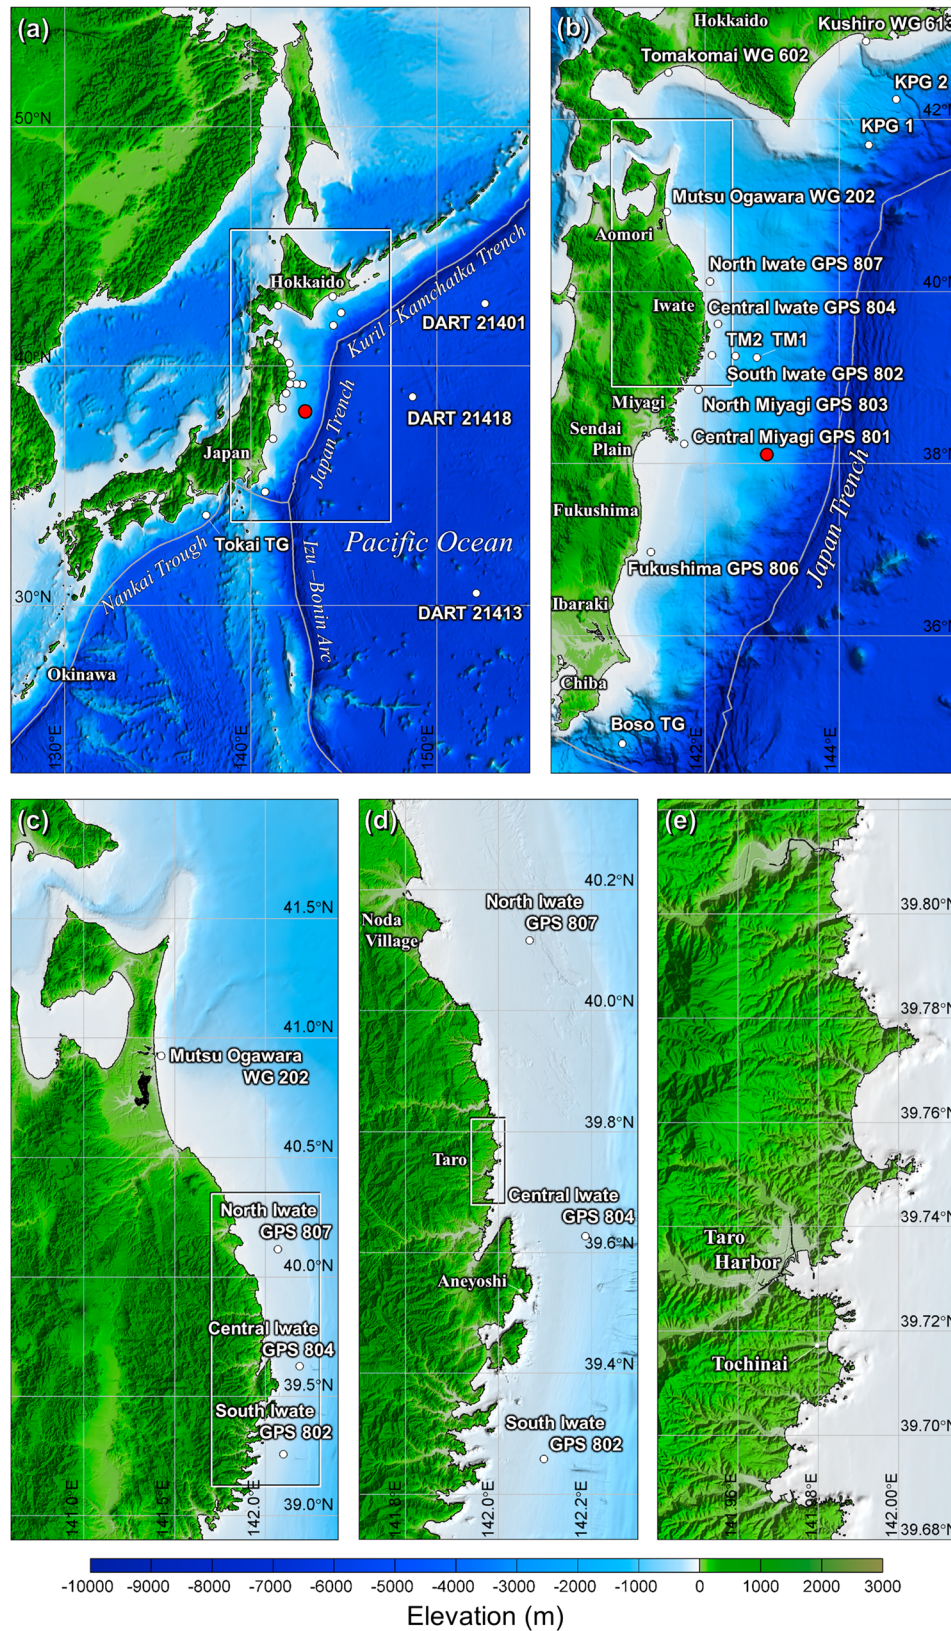 (a)
50°N
Hokkaido
Kuril – Kamchatka Trench
DART 21401
40°N
DART 21418
Japan Trench
Japan
Tokai TG
Pacific Ocean
Nankai Trough
Izu – Bonin Arc
30°N
DART 21413
Okinawa
130°E
140°E
150°E
(b)
Hokkaido
Kushiro WG 613
Tomakomai WG 602
KPG 2
42°N
KPG 1
Mutsu Ogawara WG 202
Aomori
North Iwate GPS 807
40°N
Iwate
Central Iwate GPS 804
TM2 TM1
South Iwate GPS 802
Miyagi
North Miyagi GPS 803
Sendai
Plain
Central Miyagi GPS 801
38°N
Fukushima
Japan Trench
Fukushima GPS 806
Ibaraki
36°N
Chiba
Boso TG
142°E
144°E
(c)
41.5°N
41.0°N
Mutsu Ogawara
WG 202
40.5°N
North Iwate
GPS 807
40.0°N
Central Iwate
GPS 804
39.5°N
South Iwate
GPS 802
39.0°N
141.0°E
141.5°E
142.0°E
(d)
40.2°N
North Iwate
GPS 807
Noda
Village
40.0°N
39.8°N
Taro
Central Iwate
GPS 804
39.6°N
Aneyoshi
39.4°N
South Iwate
GPS 802
141.8°E
142.0°E
142.2°E
(e)
39.80°N
39.78°N
39.76°N
39.74°N
Taro
Harbor
39.72°N
Tochinai
39.70°N
39.68°N
141.96°E
141.98°E
142.00°E
-10000 -9000 -8000 -7000 -6000 -5000 -4000 -3000 -2000 -1000 0 1000 2000 3000
Elevation (m)